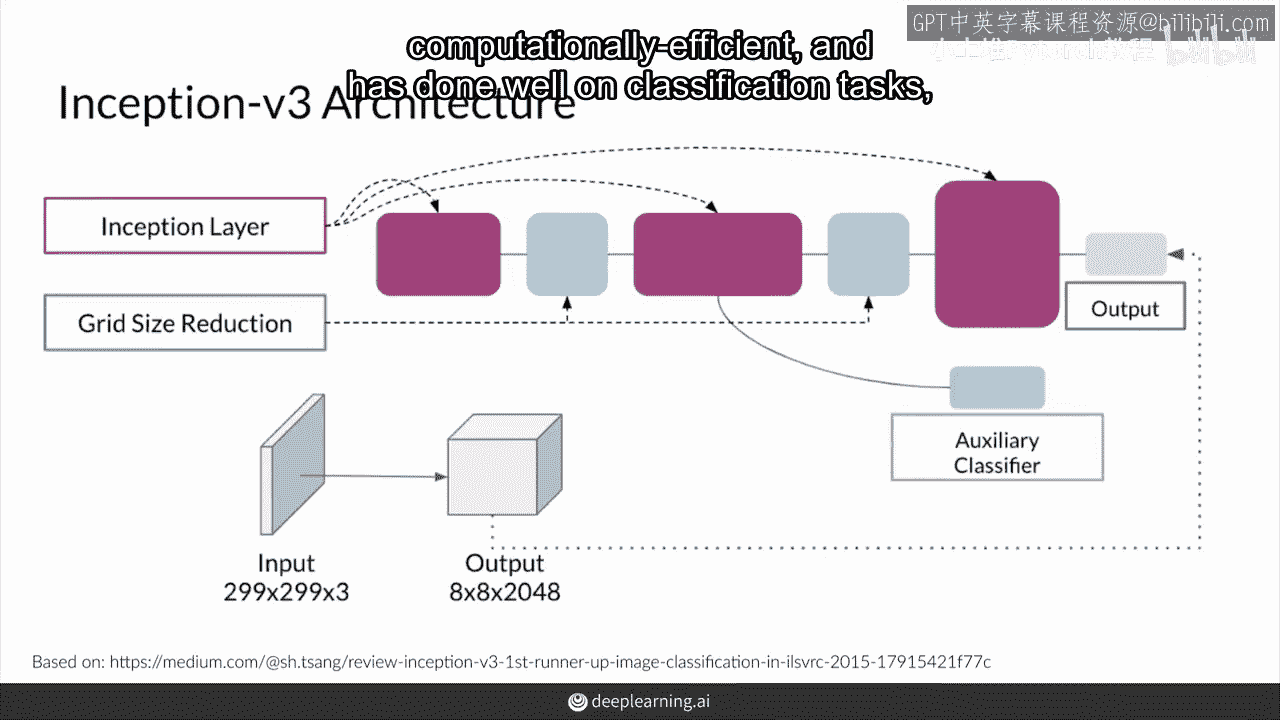 GPT中英字幕课程资源@bilibili.com
computationally-efficient, and
has done well on classification tasks,
Inception-v3 Architecture
Inception Layer
Grid Size Reduction
Output
Auxiliary
Classifier
Input
299x299x3
Output
8x8x2048
Based on: https://medium.com/@sh.tsang/review-inception-v3-1st-runner-up-image-classification-in-ilsvrc-2015-17915421f77c
deeplearning.ai